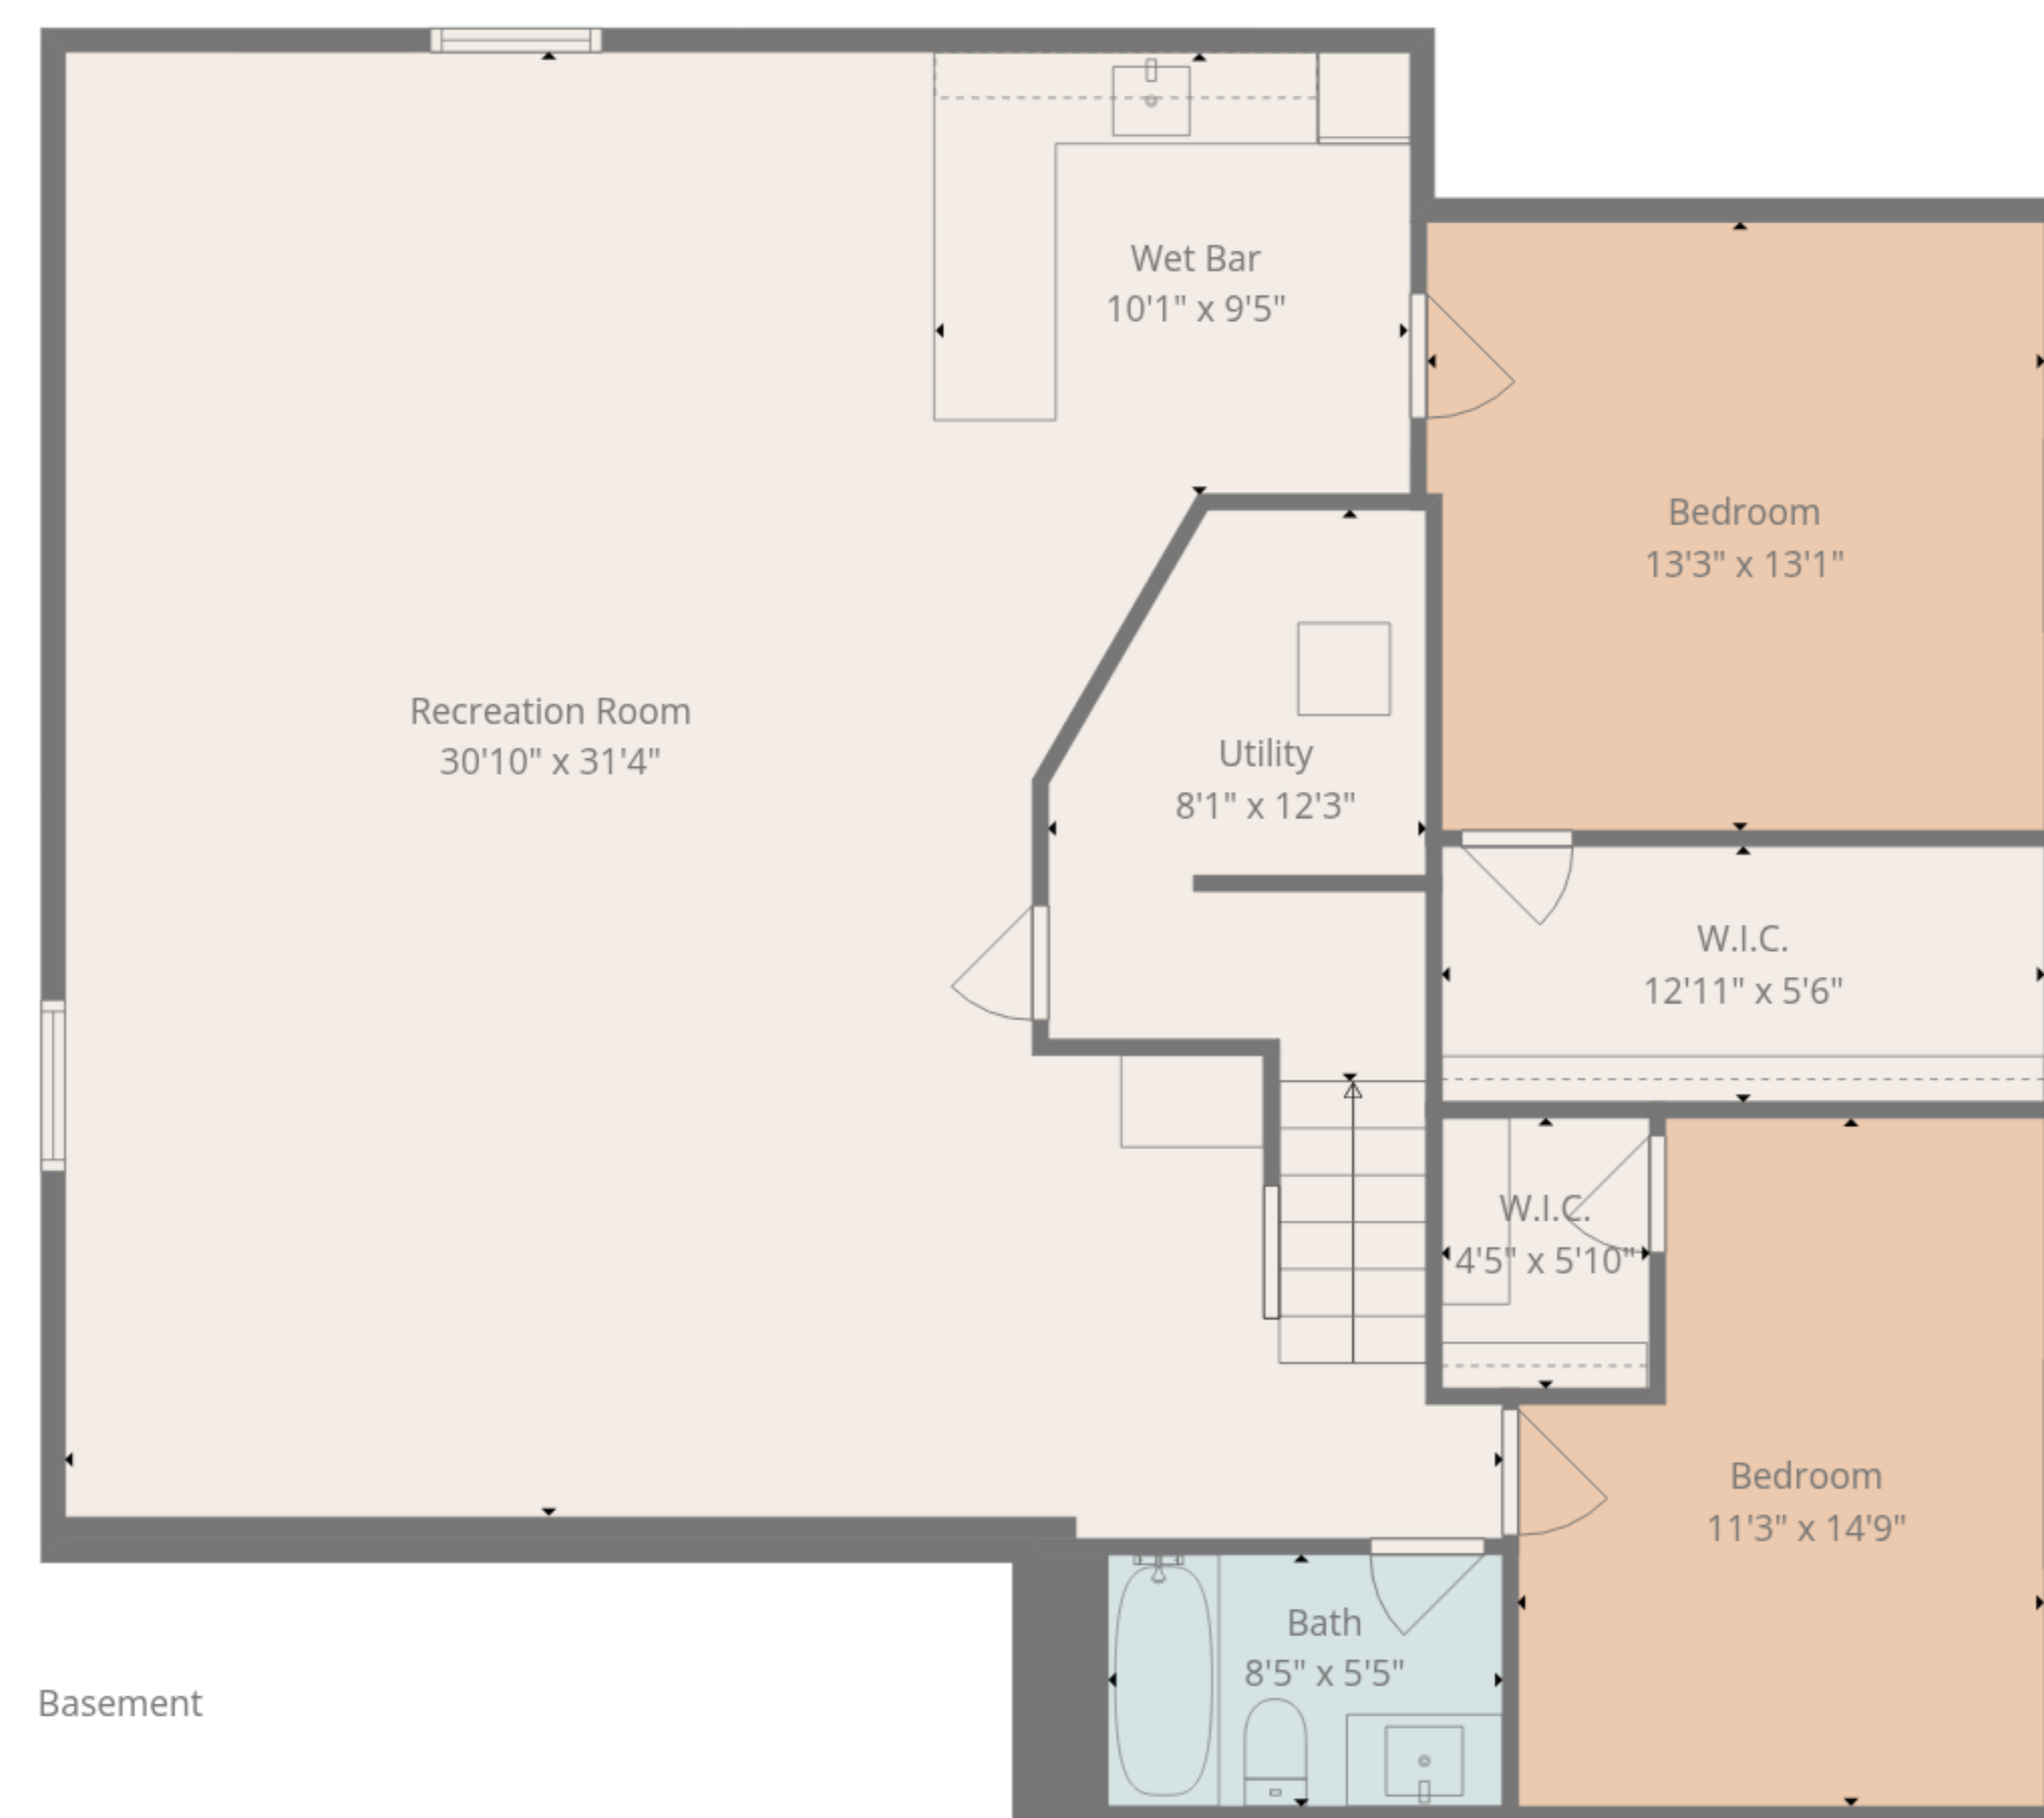 Wet Bar
10'1" x 9'5"
Bedroom
13'3" x 13'1"
Recreation Room
30'10" x 31'4"
Utility
8'1" x 12'3"
W.I.C.
12'11" x 5'6"
W.I.C.
4'5" x 5'10"
Bedroom
11'3" x 14'9"
Bath
8'5" x 5'5"
Basement